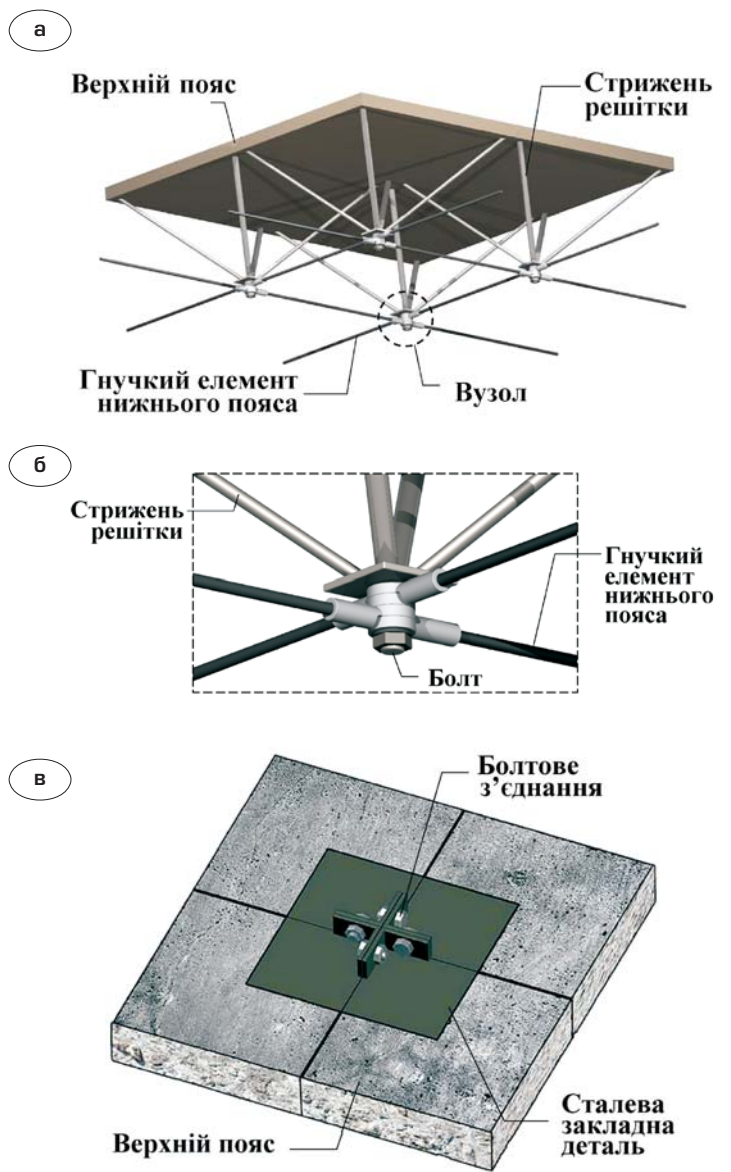 а
Верхній пояс
Стрижень
решітки
Гнучкий елемент
нижнього пояса
Вузол
б
Стрижень
решітки
Гнучкий
елемент
нижнього
пояса
Болт
в
Болтове
з’єднання
Сталева
закладна
деталь
Верхній пояс